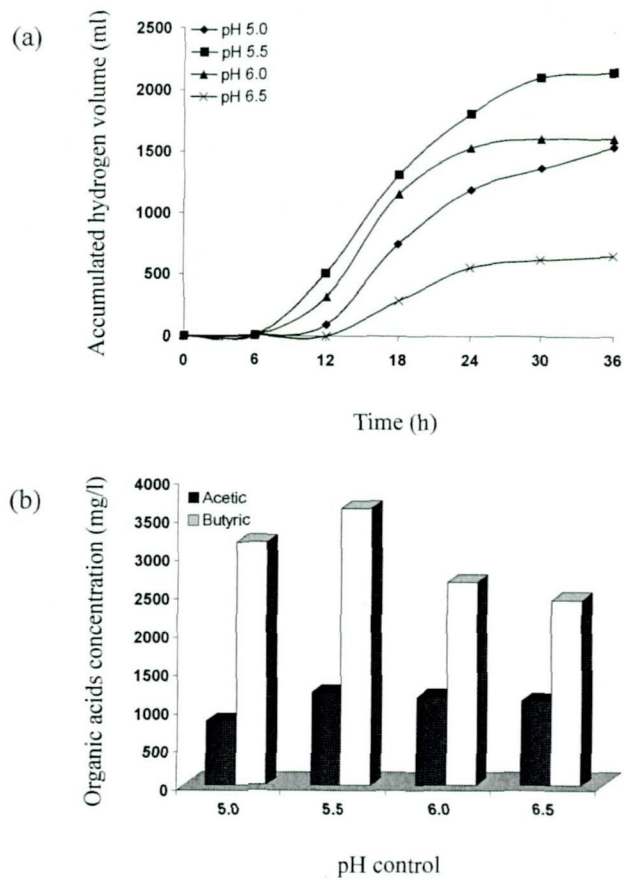 (a)
Accumulated hydrogen volume (ml)
2500
2000
1500
1000
500
0
pH 5.0
pH 5.5
pH 6.0
pH 6.5
0 6 12 18 24 30 36
Time (h)
(b)
Organic acids concentration (mg/l)
4000
3500
3000
2500
2000
1500
1000
500
0
Acetic
Butyric
5.0 5.5 6.0 6.5
pH control